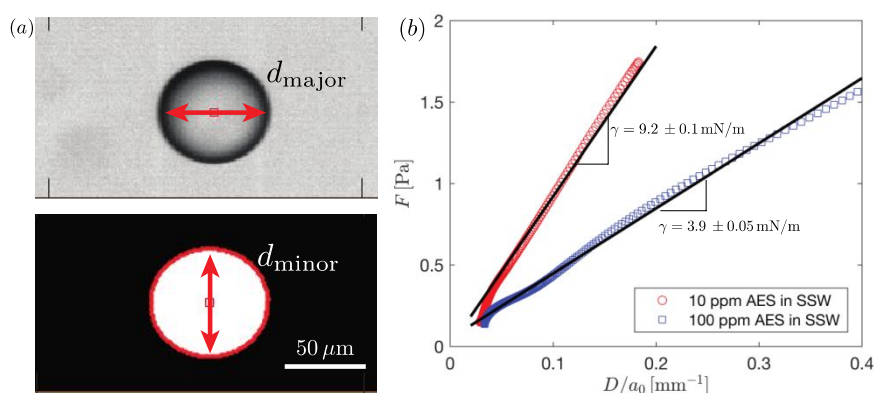 (a)
d_major
d_minor
50 μm
(b)
F [Pa]
2
1.5
1
0.5
0
γ = 9.2 ± 0.1 mN/m
γ = 3.9 ± 0.05 mN/m
10 ppm AES in SSW
100 ppm AES in SSW
0 0.1 0.2 0.3 0.4
D/a₀ [mm⁻¹]